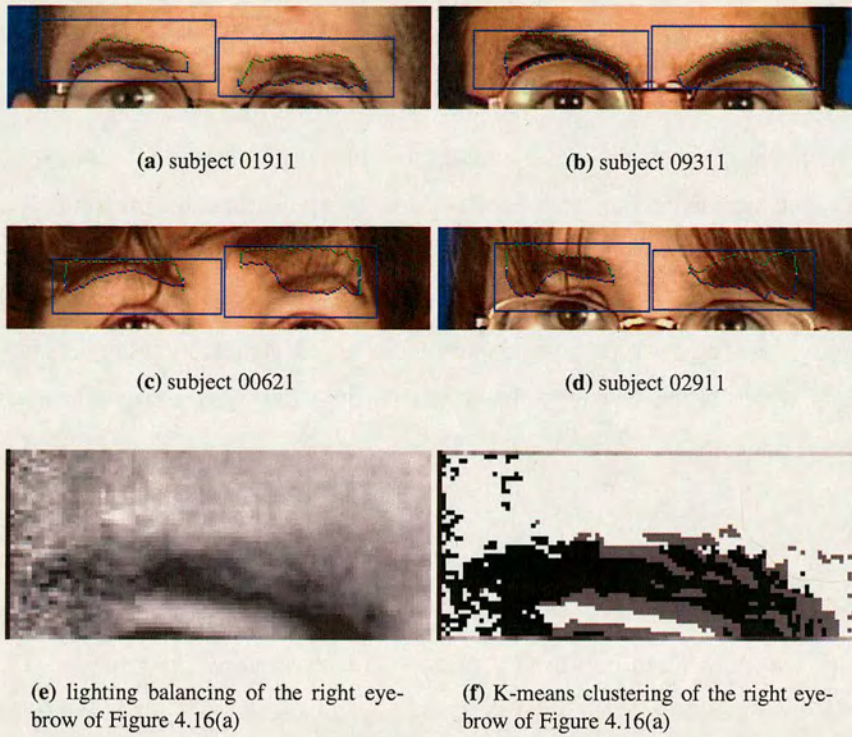 (a) subject 01911
(b) subject 09311
(c) subject 00621
(d) subject 02911
(e) lighting balancing of the right eye-
brow of Figure 4.16(a)
(f) K-means clustering of the right eye-
brow of Figure 4.16(a)